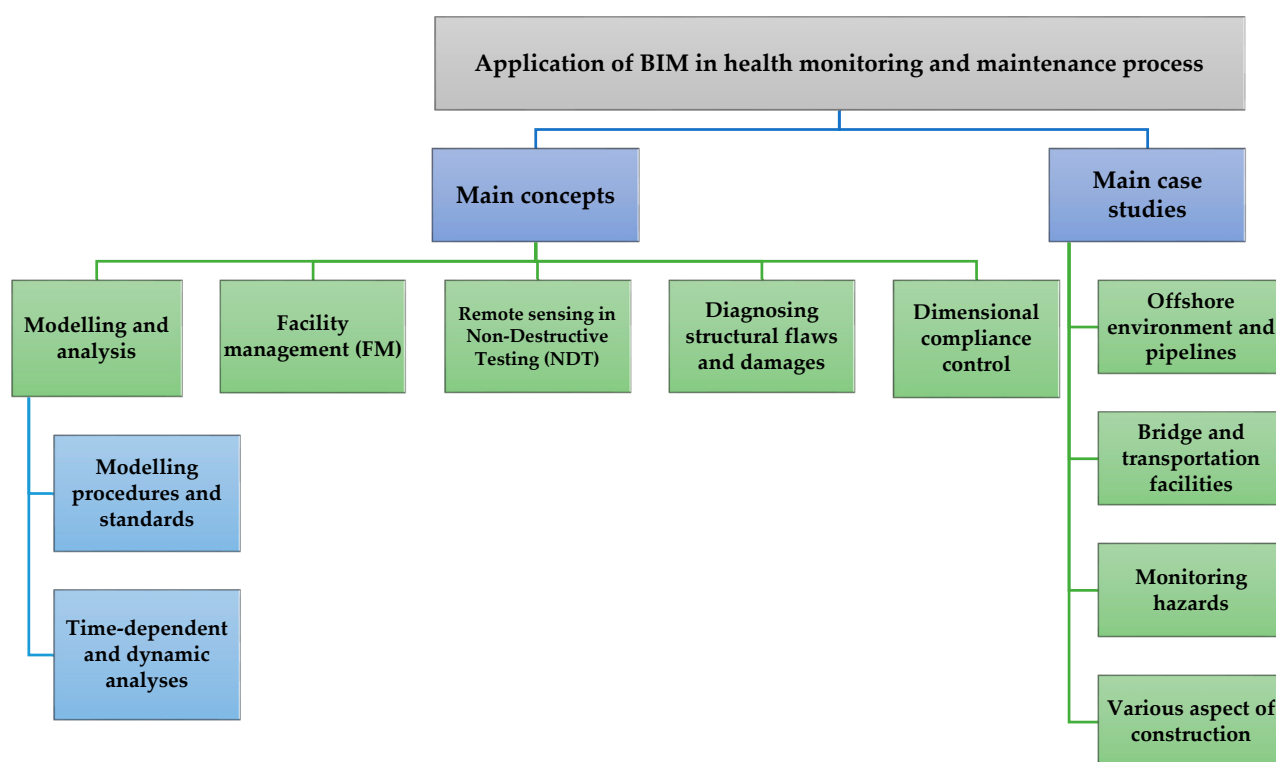 Application of BIM in health monitoring and maintenance process
Main concepts
Main case
studies
Modelling and
analysis
Facility
management (FM)
Remote sensing in
Non-Destructive
Testing (NDT)
Diagnosing
structural flaws
and damages
Dimensional
compliance
control
Modelling
procedures and
standards
Time-dependent
and dynamic
analyses
Offshore
environment and
pipelines
Bridge and
transportation
facilities
Monitoring
hazards
Various aspect of
construction